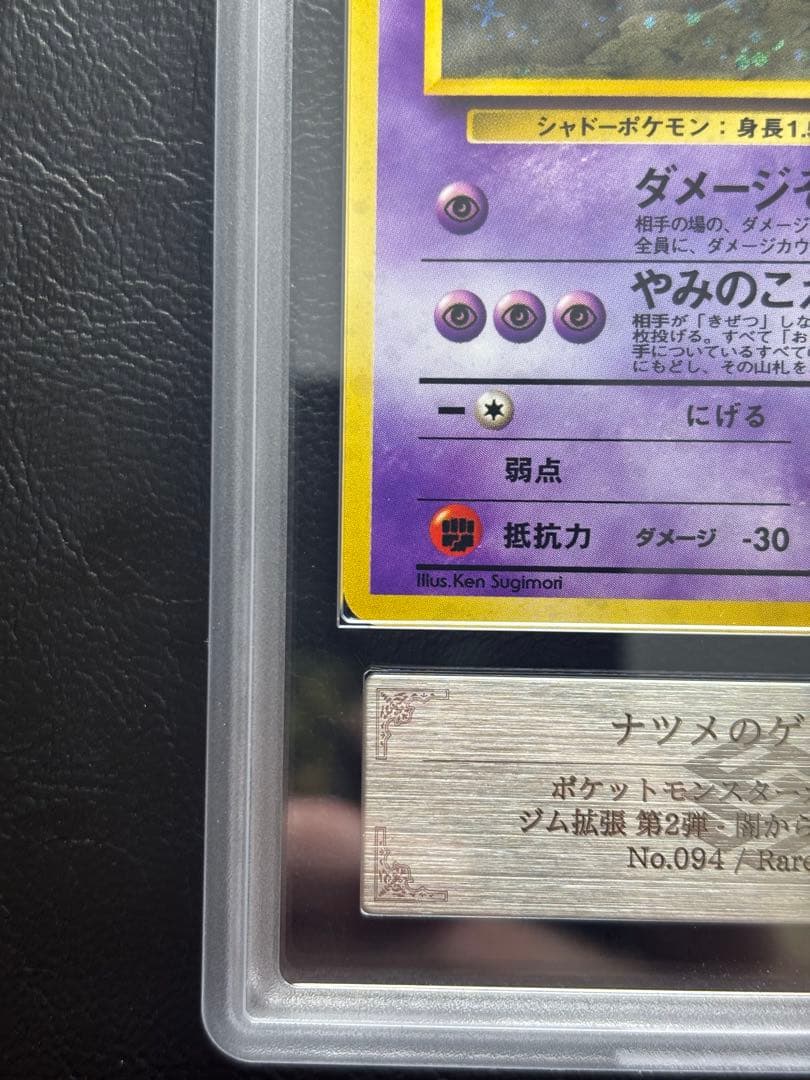 シャドーポケモン：身長1.
ダメージ
相手の場の、ダメージ
全員に、ダメージカウ
やみのこ
相手が「きぜつ」しな
枚投げる。すべて「お
手についているすべて
にもどし、その山札を
にげる
弱点
抵抗力 ダメージ -30
Illus.Ken Sugimori
ナツメのゲ
ポケットモンスター
ジム拡張 第2弾 - 闇から
No.094 / Rare